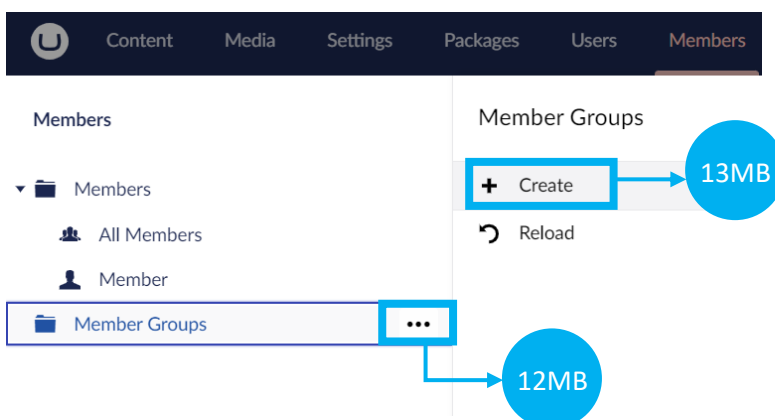 Content Media Settings Packages Users Members
Members
Members
All Members
Member
Member Groups
Member Groups
Create
Reload
13MB
12MB